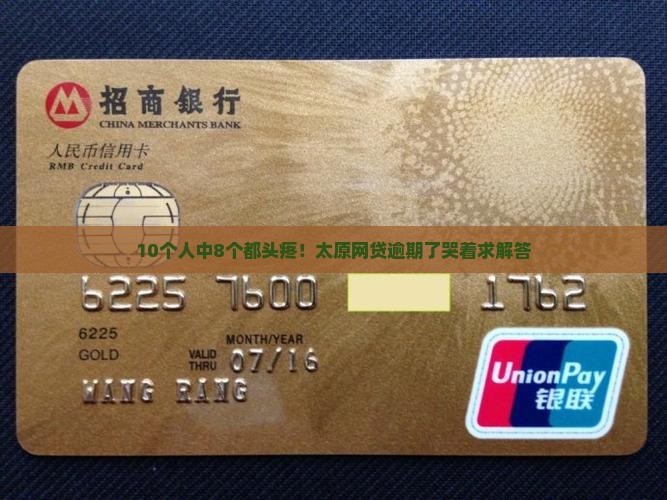 招商银行
CHINA MERCHANTS BANK
人民币信用卡
RMB Credit Card
10个人中8个都头疼！太原网贷逾期了哭着求解答
6225 7600 1762
6225
MONTH/YEAR
GOLD VALID THRU 07/16
WANG RANG
UnionPay
银联